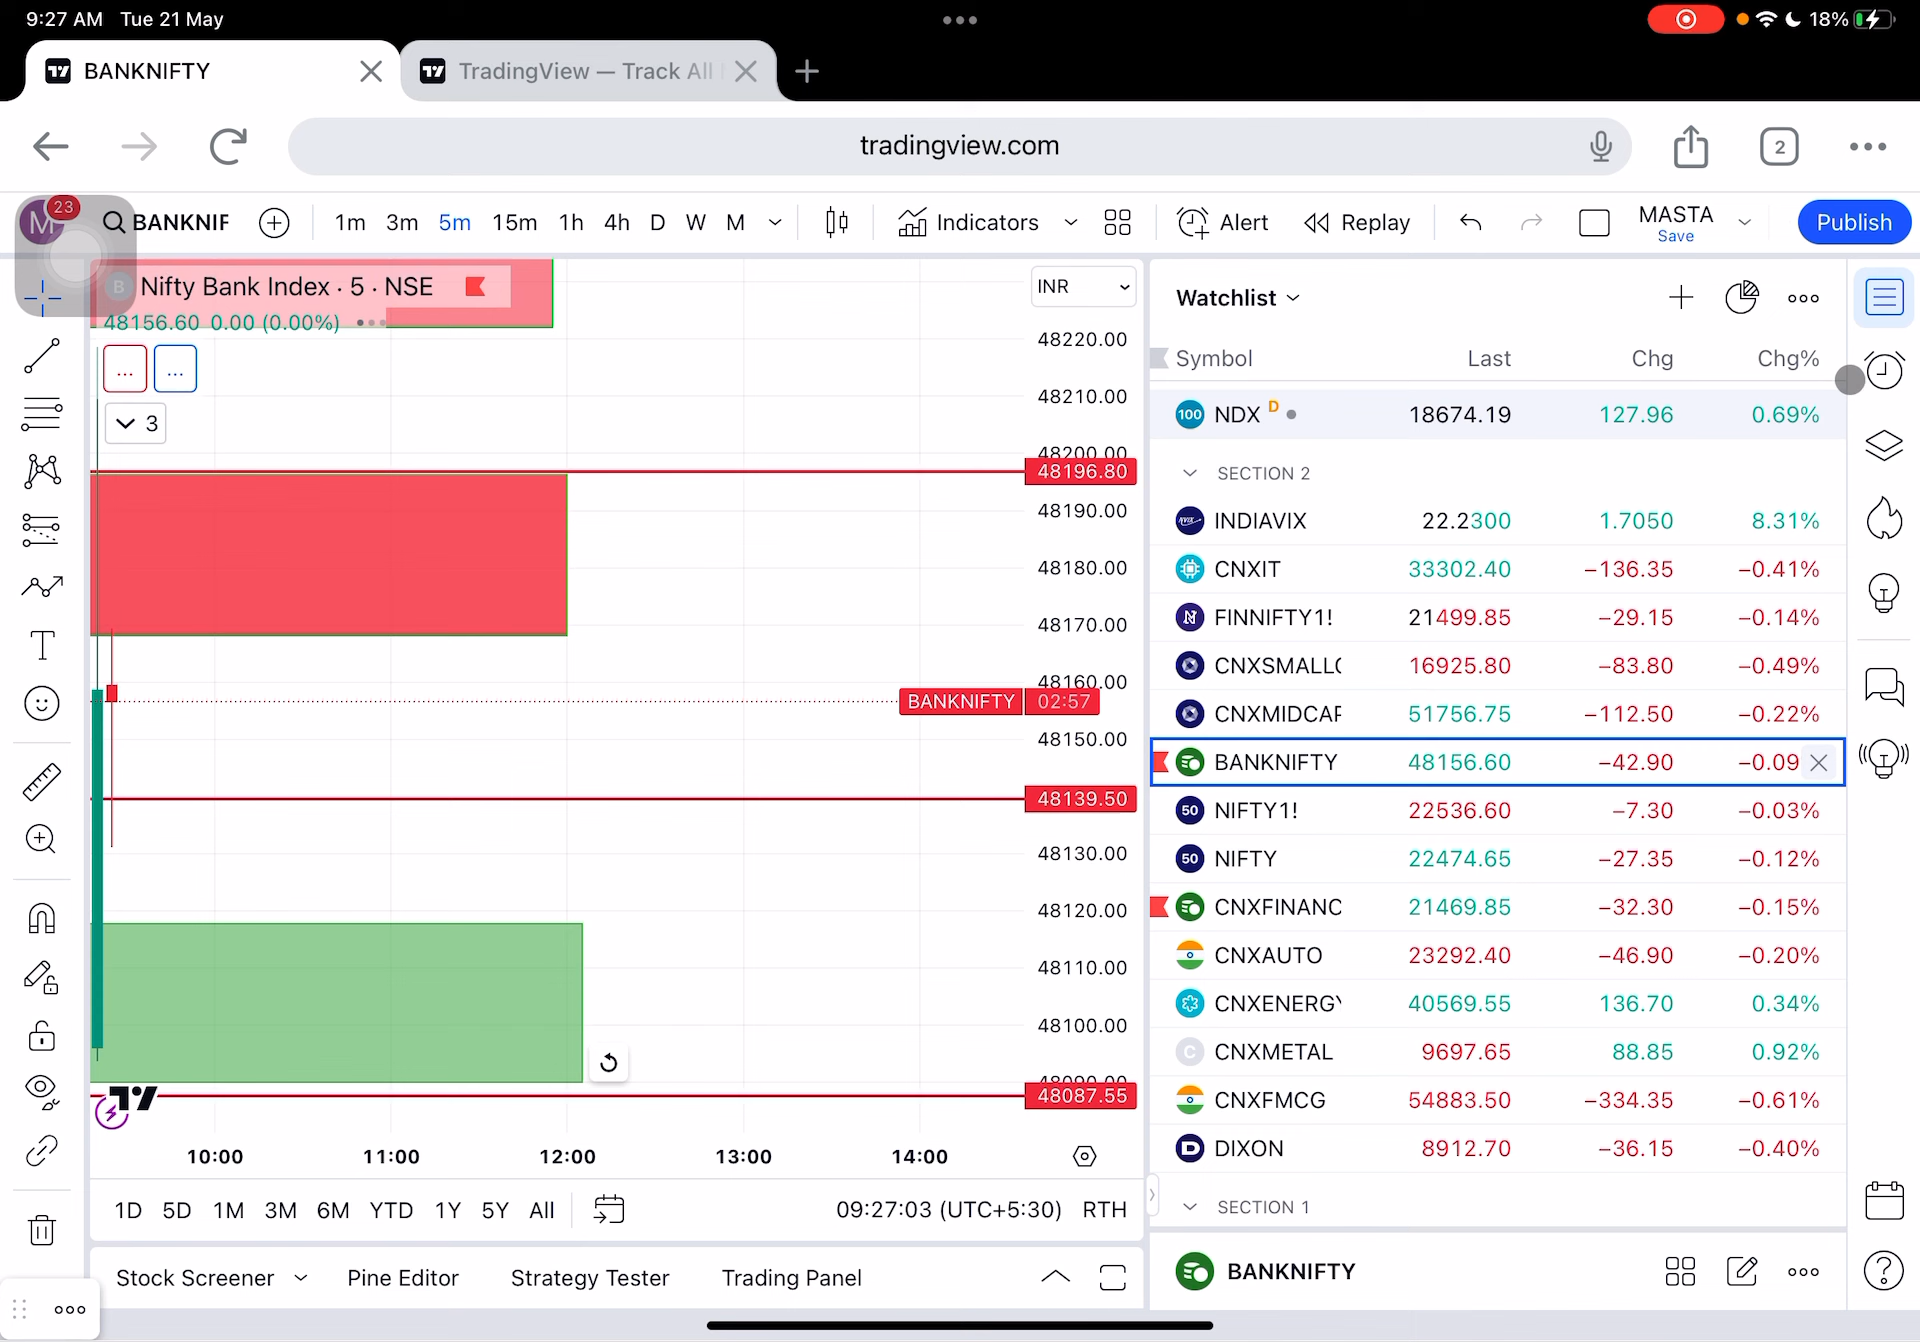 9:27 AM Tue 21 May
18%
BANKNIFTY
TradingView — Track All
tradingview.com
2
M 23
BANKNIF
1m 3m 5m 15m 1h 4h D W M
Indicators
Alert
Replay
MASTA
Save
Publish
B Nifty Bank Index · 5 · NSE
48156.60 0.00 (0.00%)
... ...
3
INR
48220.00
48210.00
48200.00
48196.80
48190.00
48180.00
48170.00
48160.00
BANKNIFTY 02:57
48150.00
48139.50
48130.00
48120.00
48110.00
48100.00
48090.00
48087.55
10:00 11:00 12:00 13:00 14:00
1D 5D 1M 3M 6M YTD 1Y 5Y All
09:27:03 (UTC+5:30) RTH
Stock Screener Pine Editor Strategy Tester Trading Panel
Watchlist
Symbol Last Chg Chg%
100 NDX D 18674.19 127.96 0.69%
SECTION 2
INDIAVIX 22.2300 1.7050 8.31%
CNXIT 33302.40 −136.35 −0.41%
FINNIFTY1! 21499.85 −29.15 −0.14%
CNXSMALLC 16925.80 −83.80 −0.49%
CNXMIDCAP 51756.75 −112.50 −0.22%
BANKNIFTY 48156.60 −42.90 −0.09
50 NIFTY1! 22536.60 −7.30 −0.03%
50 NIFTY 22474.65 −27.35 −0.12%
CNXFINANC 21469.85 −32.30 −0.15%
CNXAUTO 23292.40 −46.90 −0.20%
CNXENERGY 40569.55 136.70 0.34%
C CNXMETAL 9697.65 88.85 0.92%
CNXFMCG 54883.50 −334.35 −0.61%
D DIXON 8912.70 −36.15 −0.40%
SECTION 1
BANKNIFTY